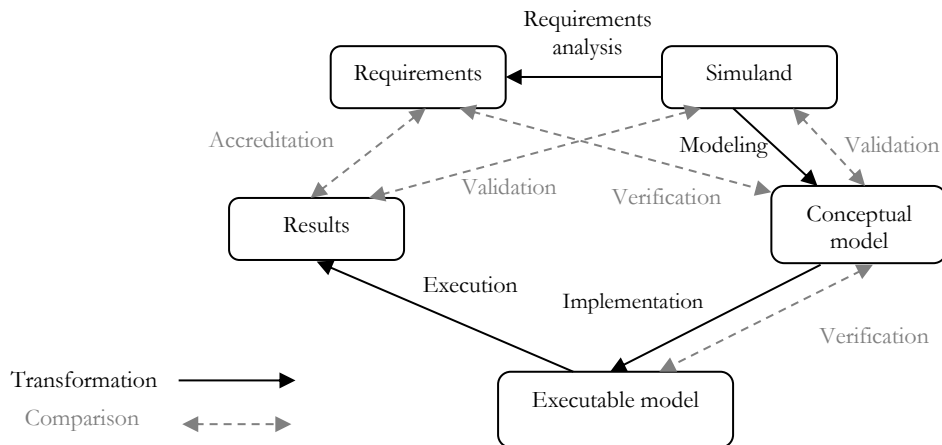 Requirements
analysis
Requirements
Simuland
Accreditation
Modeling
Validation
Validation
Verification
Results
Conceptual
model
Execution
Implementation
Verification
Transformation
Executable model
Comparison